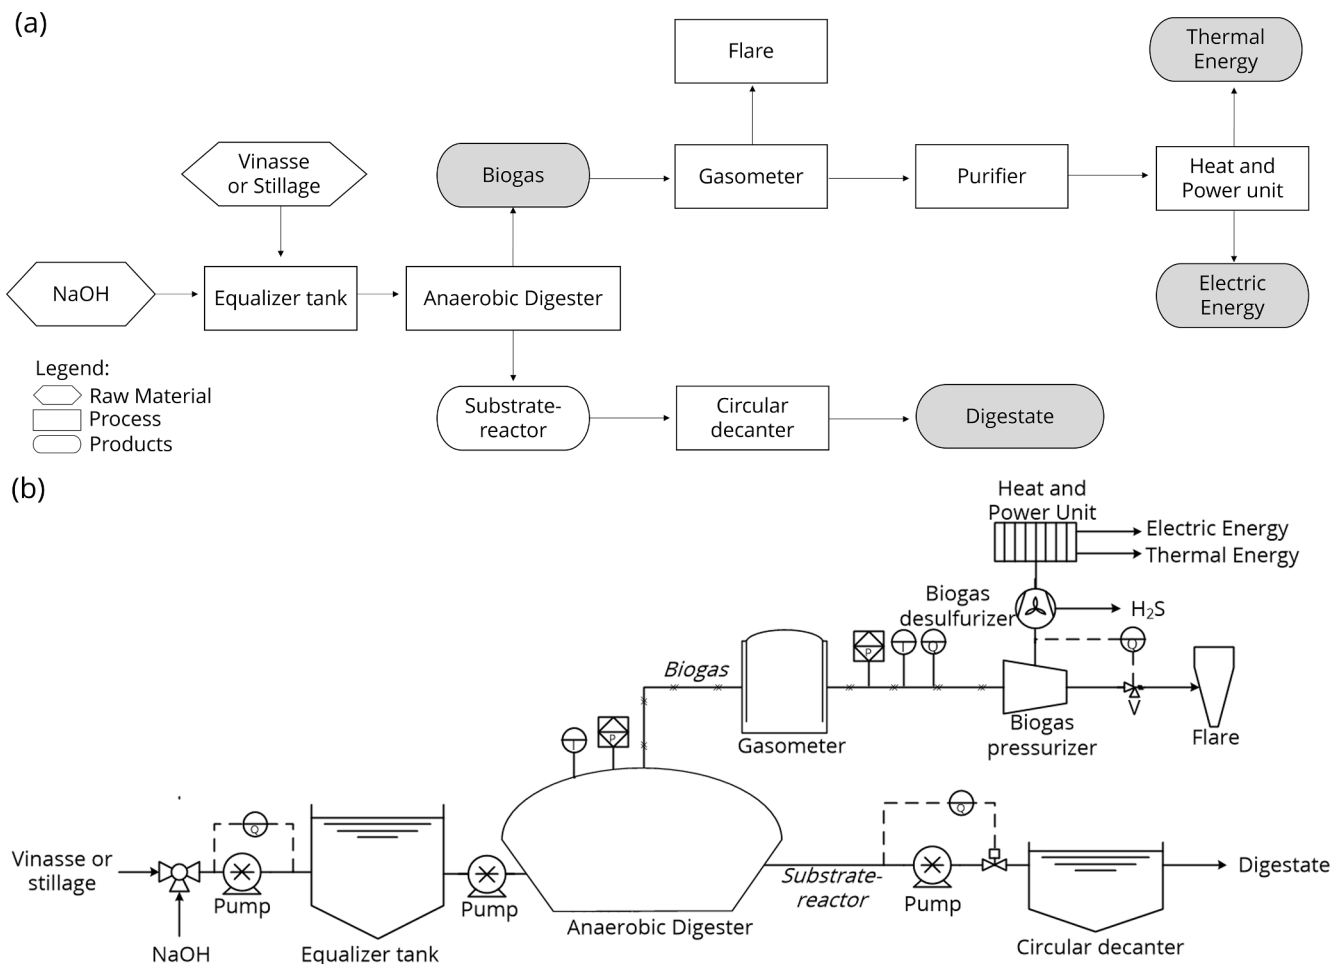 (a)
Flare
Thermal
Energy
Vinasse
or Stillage
Biogas
Gasometer
Purifier
Heat and
Power unit
NaOH
Equalizer tank
Anaerobic Digester
Electric
Energy
Legend:
Raw Material
Process
Products
Substrate-
reactor
Circular
decanter
Digestate
(b)
Heat and
Power Unit
Electric Energy
Thermal Energy
Biogas
desulfurizer
H₂S
Biogas
P
T
Q
Q
Gasometer
Biogas
pressurizer
V
Flare
T
P
Q
Q
Vinasse or
stillage
Pump
Pump
Substrate-
reactor
Pump
Digestate
NaOH
Equalizer tank
Anaerobic Digester
Circular decanter